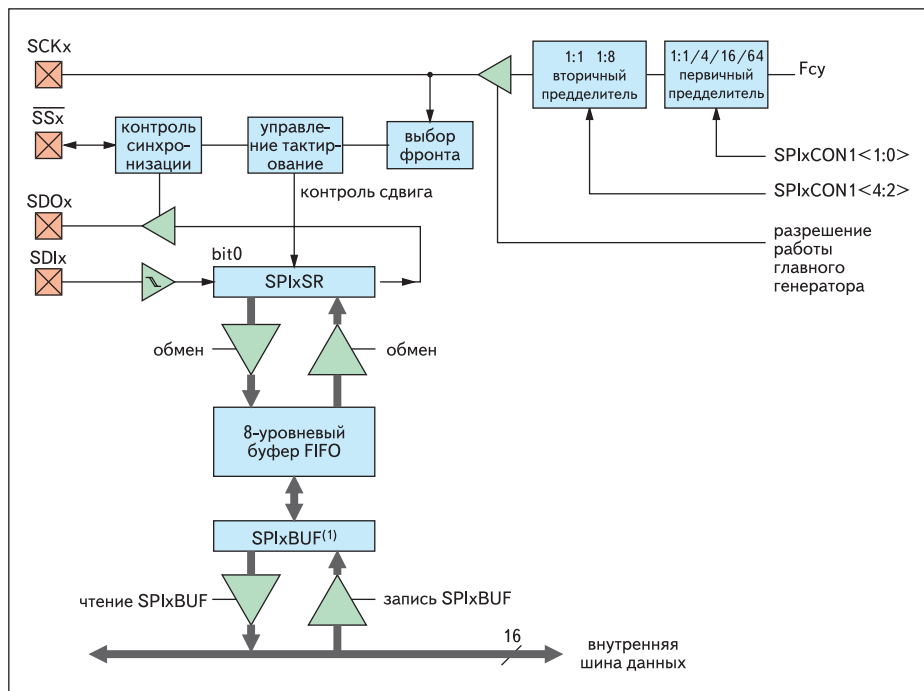 SCKx
1:1 1:8
вторичный
предделитель
1:1/4/16/64
первичный
предделитель
Fcy
SSx
контроль
синхро-
низации
управле-
ние такти-
рование
выбор
фронта
SPIxCON1<1:0>
SPIxCON1<4:2>
контроль сдвига
SDOx
разрешение
работы
главного
генератора
SDIx
bit0
SPIxSR
обмен
обмен
8-уровневый
буфер FIFO
SPIxBUF(1)
чтение SPIxBUF
запись SPIxBUF
16
внутренняя
шина данных